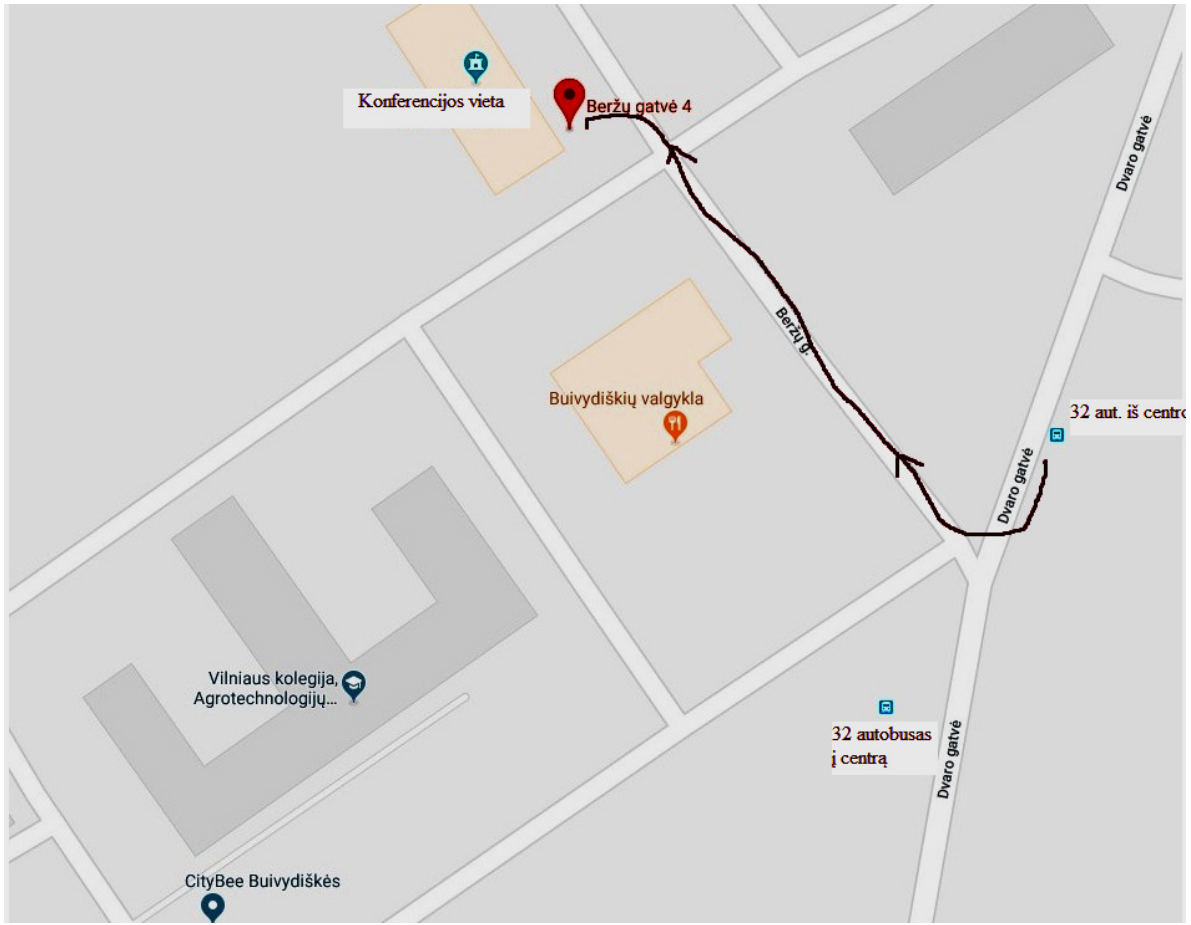 Konferencijos vieta
Beržų gatvė 4
Dvaro gatvė
Beržų g.
Buivydiškių valgykla
32 aut. iš centro
Dvaro gatvė
Vilniaus kolegija,
Agrotechnologijų...
32 autobusas
į centrą
Dvaro gatvė
CityBee Buivydiškės